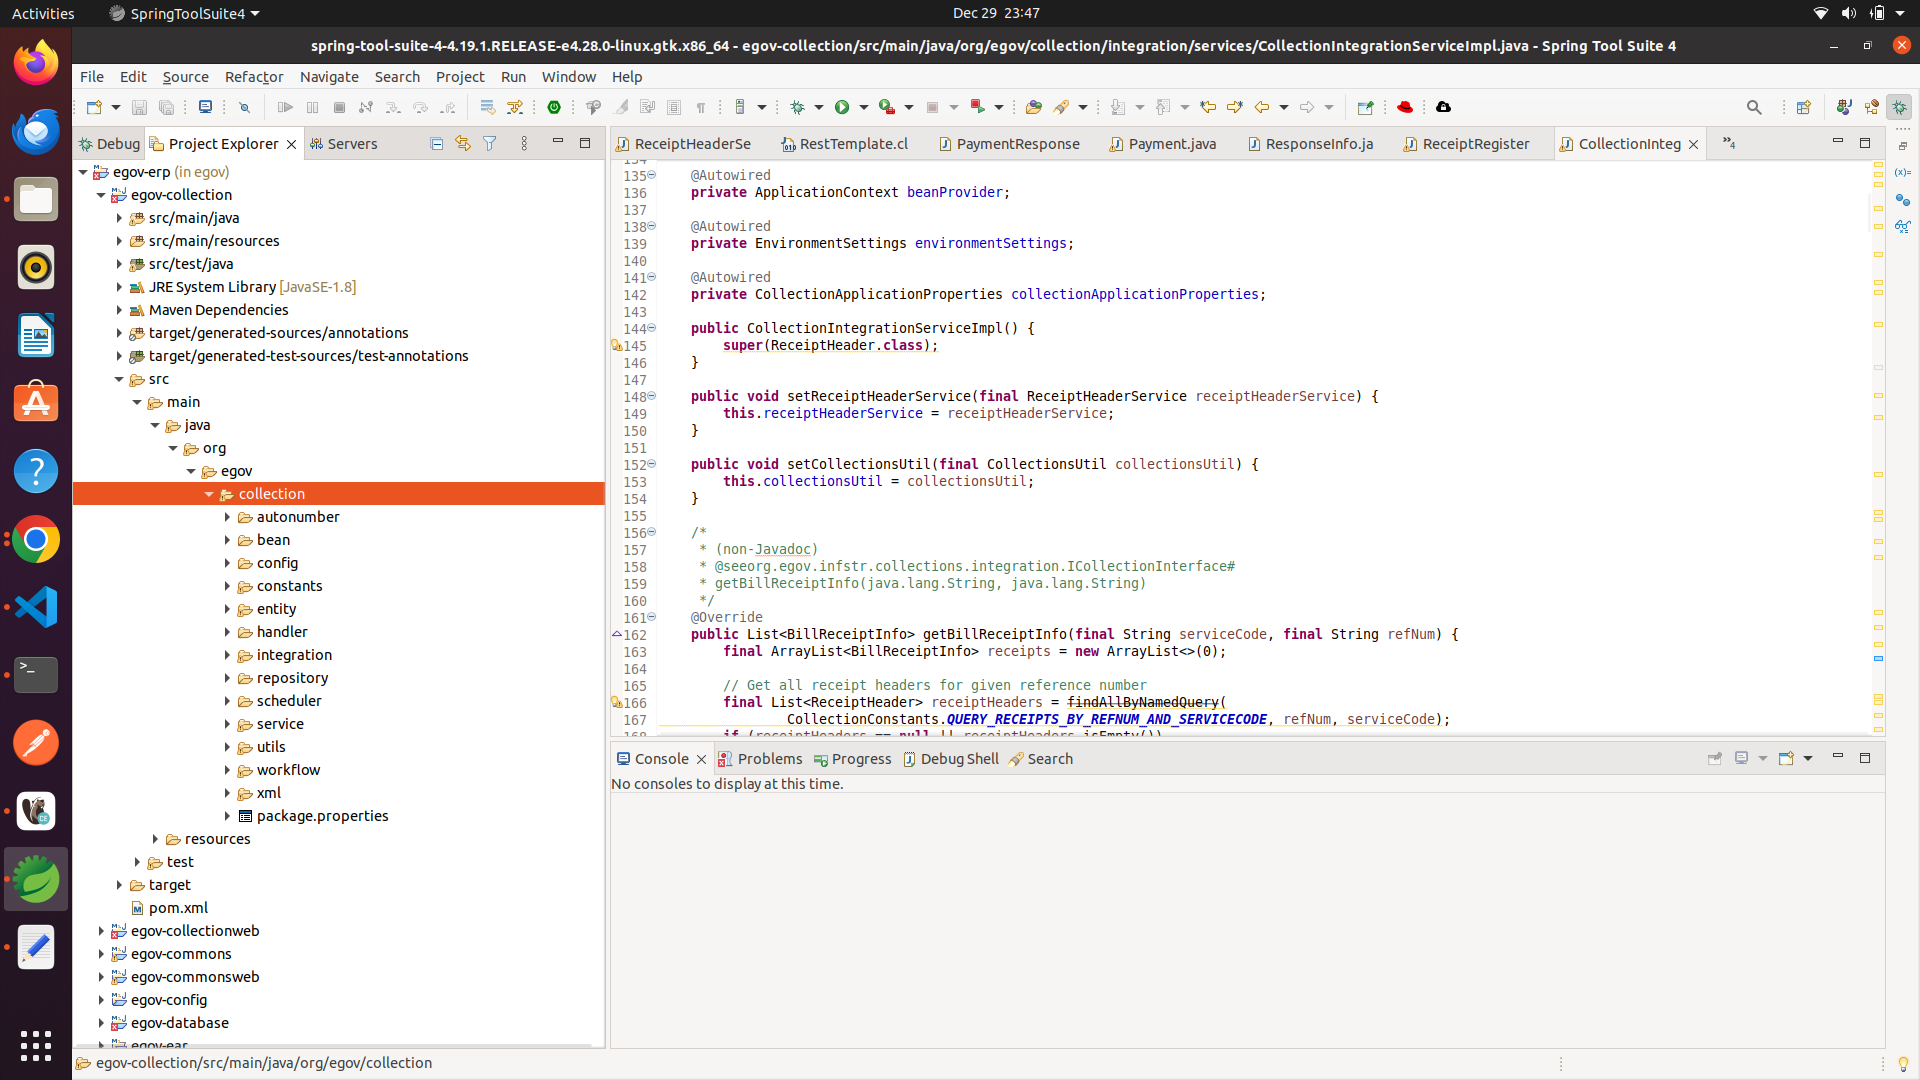 Activities
SpringToolSuite4
Dec 29 23:47
spring-tool-suite-4-4.19.1.RELEASE-e4.28.0-linux.gtk.x86_64 - egov-collection/src/main/java/org/egov/collection/integration/services/CollectionIntegrationServiceImpl.java - Spring Tool Suite 4
File Edit Source Refactor Navigate Search Project Run Window Help
Debug
Project Explorer
Servers
egov-erp (in egov)
egov-collection
src/main/java
src/main/resources
src/test/java
JRE System Library [JavaSE-1.8]
Maven Dependencies
target/generated-sources/annotations
target/generated-test-sources/test-annotations
src
main
java
org
egov
collection
autonumber
bean
config
constants
entity
handler
integration
repository
scheduler
service
utils
workflow
xml
package.properties
resources
test
target
pom.xml
egov-collectionweb
egov-commons
egov-commonsweb
egov-config
egov-database
egov-ear
ReceiptHeaderSe
RestTemplate.cl
PaymentResponse
Payment.java
ResponseInfo.ja
ReceiptRegister
CollectionInteg
»4
134
135 @Autowired
136 private ApplicationContext beanProvider;
137
138 @Autowired
139 private EnvironmentSettings environmentSettings;
140
141 @Autowired
142 private CollectionApplicationProperties collectionApplicationProperties;
143
144 public CollectionIntegrationServiceImpl() {
145 super(ReceiptHeader.class);
146 }
147
148 public void setReceiptHeaderService(final ReceiptHeaderService receiptHeaderService) {
149 this.receiptHeaderService = receiptHeaderService;
150 }
151
152 public void setCollectionsUtil(final CollectionsUtil collectionsUtil) {
153 this.collectionsUtil = collectionsUtil;
154 }
155
156 /*
157 * (non-Javadoc)
158 * @seeorg.egov.infstr.collections.integration.ICollectionInterface#
159 * getBillReceiptInfo(java.lang.String, java.lang.String)
160 */
161 @Override
162 public List<BillReceiptInfo> getBillReceiptInfo(final String serviceCode, final String refNum) {
163 final ArrayList<BillReceiptInfo> receipts = new ArrayList<>(0);
164
165 // Get all receipt headers for given reference number
166 final List<ReceiptHeader> receiptHeaders = findAllByNamedQuery(
167 CollectionConstants.QUERY_RECEIPTS_BY_REFNUM_AND_SERVICECODE, refNum, serviceCode);
168 if (receiptHeaders == null || receiptHeaders.isEmpty())
Console
Problems
Progress
Debug Shell
Search
No consoles to display at this time.
egov-collection/src/main/java/org/egov/collection